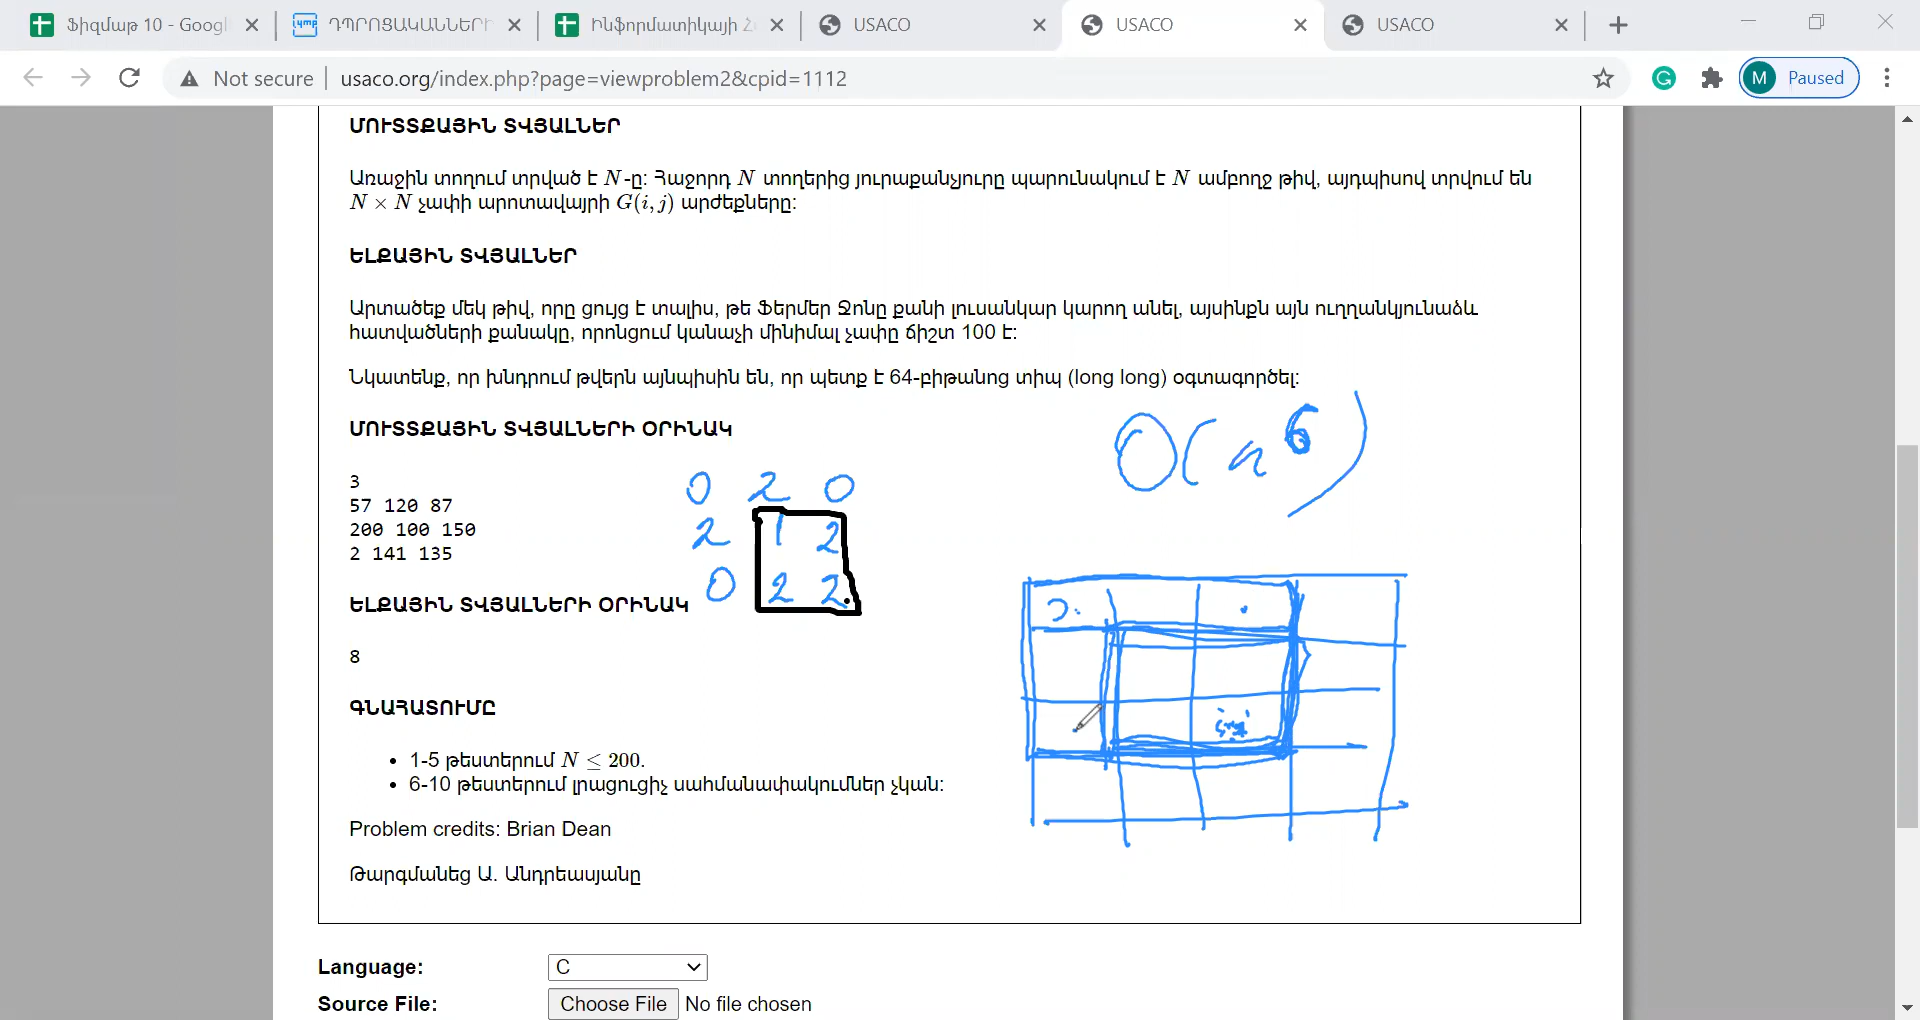 Ֆիզմաթ 10 - Googl
ԴՊՐՈՑԱԿԱՆՆԵՐԻ
Ինֆորմատիկայի Հ
USACO
USACO
USACO
Not secure
usaco.org/index.php?page=viewproblem2&cpid=1112
M Paused
ՄՈՒՏՏՔԱՅԻՆ ՏՎՅԱԼՆԵՐ
Առաջին տողում տրված է N-ը: Հաջորդ N տողերից յուրաքանչյուրը պարունակում է N ամբողջ թիվ, այդպիսով տրվում են
N × N չափի արոտավայրի G(i, j) արժեքները:
ԵԼՔԱՅԻՆ ՏՎՅԱԼՆԵՐ
Արտածեք մեկ թիվ, որը ցույց է տալիս, թե Ֆերմեր Ջոնը քանի լուսանկար կարող անել, այսինքն այն ուղղանկյունաձև
հատվածների քանակը, որոնցում կանաչի մինիմալ չափը ճիշտ 100 է:
Նկատենք, որ խնդրում թվերն այնպիսին են, որ պետք է 64-բիթանոց տիպ (long long) օգտագործել:
ՄՈՒՏՏՔԱՅԻՆ ՏՎՅԱԼՆԵՐԻ ՕՐԻՆԱԿ
O(n⁶)
3
57 120 87
200 100 150
2 141 135
0 2 0
2 1 2
0 2 2
ԵԼՔԱՅԻՆ ՏՎՅԱԼՆԵՐԻ ՕՐԻՆԱԿ
8
ԳՆԱՀԱՏՈՒՄԸ
• 1-5 թեստերում N ≤ 200.
• 6-10 թեստերում լրացուցիչ սահմանափակումներ չկան:
Problem credits: Brian Dean
Թարգմանեց Ա. Անդրեասյանը
Language: C
Source File: Choose File No file chosen